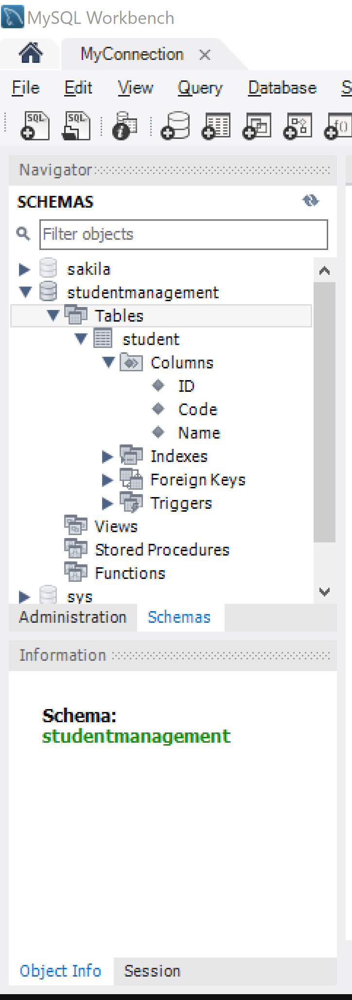 MySQL Workbench
MyConnection
File Edit View Query Database S
SQL SQL f()
Navigator
SCHEMAS
Filter objects
sakila
studentmanagement
Tables
student
Columns
ID
Code
Name
Indexes
Foreign Keys
Triggers
Views
Stored Procedures
Functions
sys
Administration Schemas
Information
Schema:
studentmanagement
Object Info Session